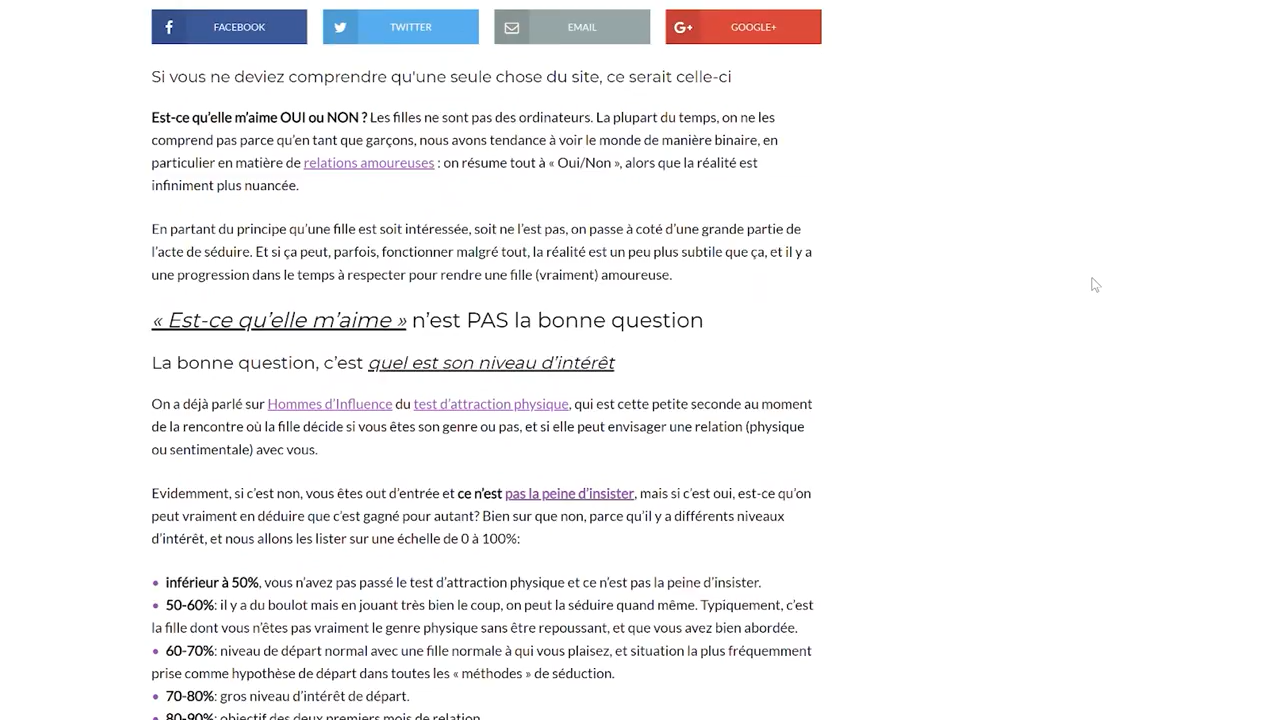 FACEBOOK
TWITTER
EMAIL
GOOGLE+
Si vous ne deviez comprendre qu'une seule chose du site, ce serait celle-ci
Est-ce qu’elle m’aime OUI ou NON ? Les filles ne sont pas des ordinateurs. La plupart du temps, on ne les
comprend pas parce qu’en tant que garçons, nous avons tendance à voir le monde de manière binaire, en
particulier en matière de relations amoureuses : on résume tout à « Oui/Non », alors que la réalité est
infiniment plus nuancée.
En partant du principe qu’une fille est soit intéressée, soit ne l’est pas, on passe à coté d’une grande partie de
l’acte de séduire. Et si ça peut, parfois, fonctionner malgré tout, la réalité est un peu plus subtile que ça, et il y a
une progression dans le temps à respecter pour rendre une fille (vraiment) amoureuse.
« Est-ce qu’elle m’aime » n’est PAS la bonne question
La bonne question, c’est quel est son niveau d’intérêt
On a déjà parlé sur Hommes d’Influence du test d’attraction physique, qui est cette petite seconde au moment
de la rencontre où la fille décide si vous êtes son genre ou pas, et si elle peut envisager une relation (physique
ou sentimentale) avec vous.
Evidemment, si c’est non, vous êtes out d’entrée et ce n’est pas la peine d’insister, mais si c’est oui, est-ce qu’on
peut vraiment en déduire que c’est gagné pour autant? Bien sur que non, parce qu’il y a différents niveaux
d’intérêt, et nous allons les lister sur une échelle de 0 à 100%:
• inférieur à 50%, vous n’avez pas passé le test d’attraction physique et ce n’est pas la peine d’insister.
• 50-60%: il y a du boulot mais en jouant très bien le coup, on peut la séduire quand même. Typiquement, c’est
la fille dont vous n’êtes pas vraiment le genre physique sans être repoussant, et que vous avez bien abordée.
• 60-70%: niveau de départ normal avec une fille normale à qui vous plaisez, et situation la plus fréquemment
prise comme hypothèse de départ dans toutes les « méthodes » de séduction.
• 70-80%: gros niveau d’intérêt de départ.
• 80-90%: objectif des deux premiers mois de relation